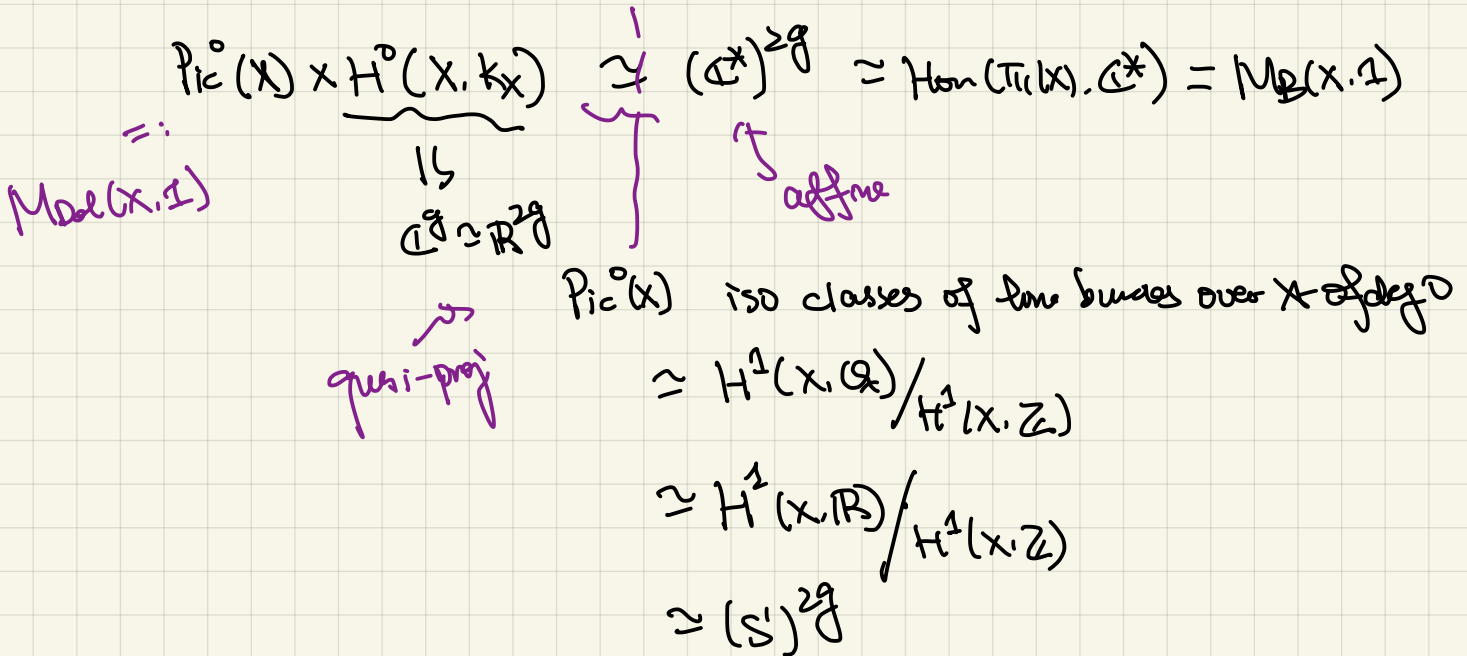 Pic°(X) × H°(X, K_X) ≃ (ℂ*)^{2g} ≃ Hom(π₁(X), ℂ*) = M_B(X,1)
=:
M_Dol(X,1)
ℂ^g ≃ ℝ^{2g}
affine
Pic°(X) iso classes of line bundles over X of deg 0
quasi-proj
≃ H¹(X, O_X)/H¹(X, ℤ)
≃ H¹(X, ℝ)/H¹(X, ℤ)
≃ (S¹)^{2g}